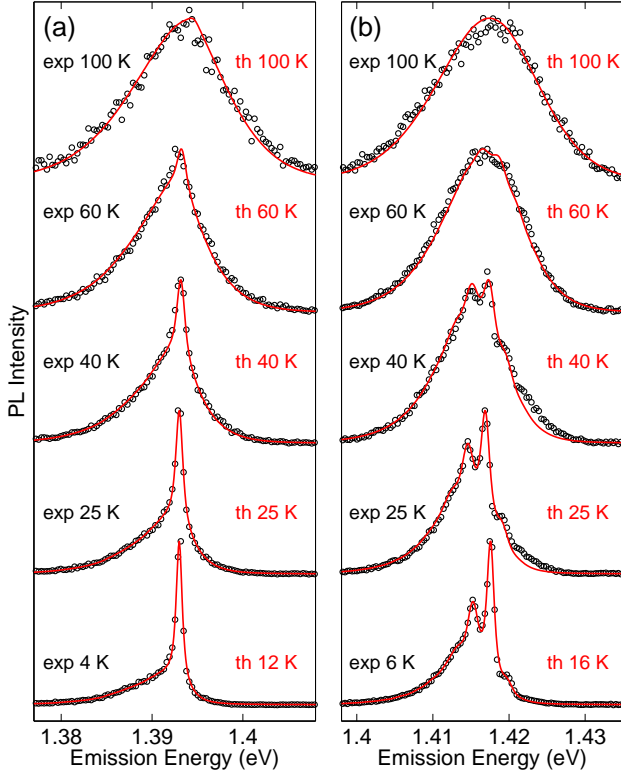 (a) (b)
exp 100 K th 100 K exp 100 K th 100 K
exp 60 K th 60 K exp 60 K th 60 K
exp 40 K th 40 K exp 40 K th 40 K
exp 25 K th 25 K exp 25 K th 25 K
exp 4 K th 12 K exp 6 K th 16 K
PL Intensity
1.38 1.39 1.4 1.4 1.41 1.42 1.43
Emission Energy (eV) Emission Energy (eV)